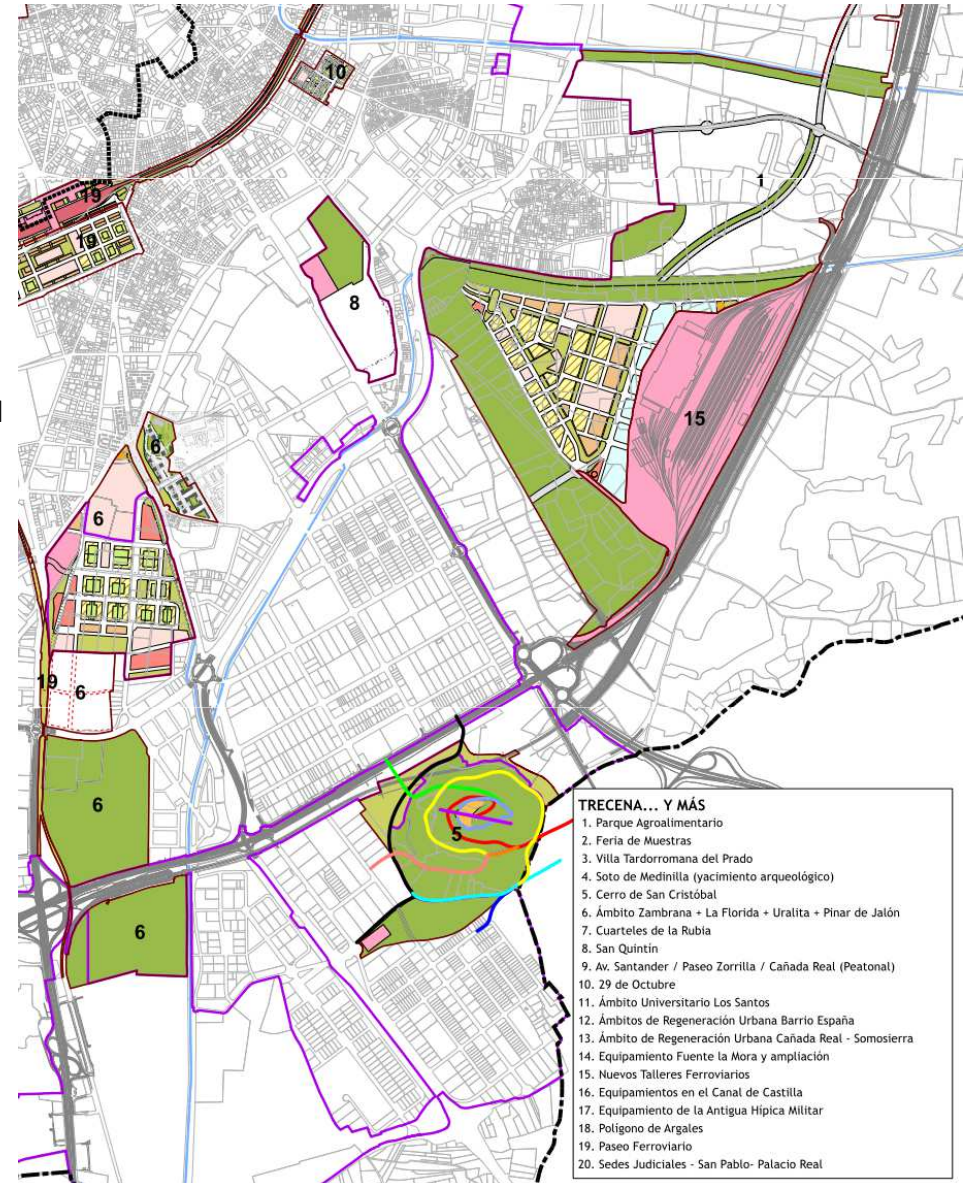 10
19
19
1
8
15
6
6
19
6
6
5
6
TRECENA... Y MÁS
1. Parque Agroalimentario
2. Feria de Muestras
3. Villa Tardorromana del Prado
4. Soto de Medinilla (yacimiento arqueológico)
5. Cerro de San Cristóbal
6. Ámbito Zambrana + La Florida + Uralita + Pinar de Jalón
7. Cuarteles de la Rubia
8. San Quintín
9. Av. Santander / Paseo Zorrilla / Cañada Real (Peatonal)
10. 29 de Octubre
11. Ámbito Universitario Los Santos
12. Ámbitos de Regeneración Urbana Barrio España
13. Ámbito de Regeneración Urbana Cañada Real - Somosierra
14. Equipamiento Fuente la Mora y ampliación
15. Nuevos Talleres Ferroviarios
16. Equipamientos en el Canal de Castilla
17. Equipamiento de la Antigua Hípica Militar
18. Polígono de Argales
19. Paseo Ferroviario
20. Sedes Judiciales - San Pablo- Palacio Real